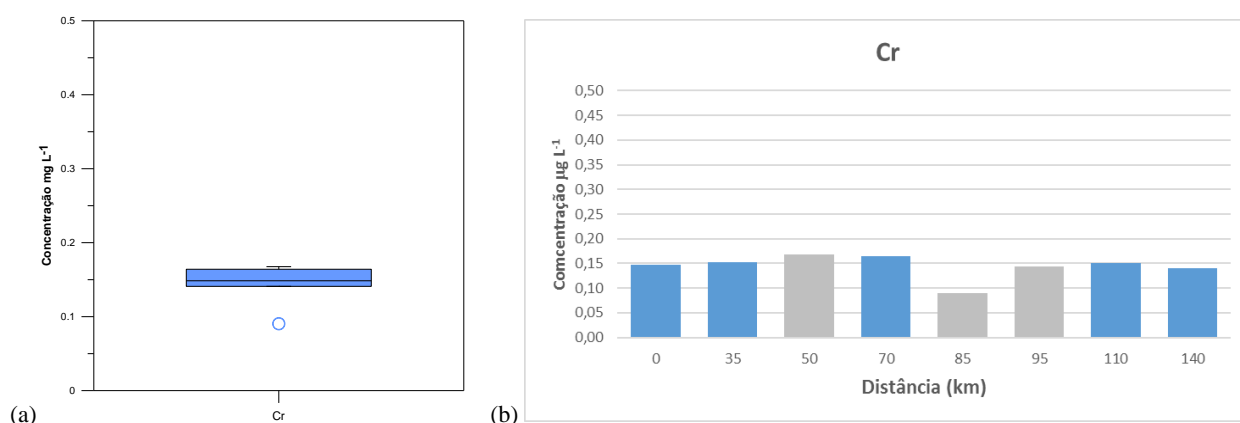 0.5
0.4
0.3
0.2
0.1
0
Concentração mg L-1
Cr
(a)
Cr
0,50
0,45
0,40
0,35
0,30
0,25
0,20
0,15
0,10
0,05
0,00
Comcentração µg L-1
0 35 50 70 85 95 110 140
Distância (km)
(b)